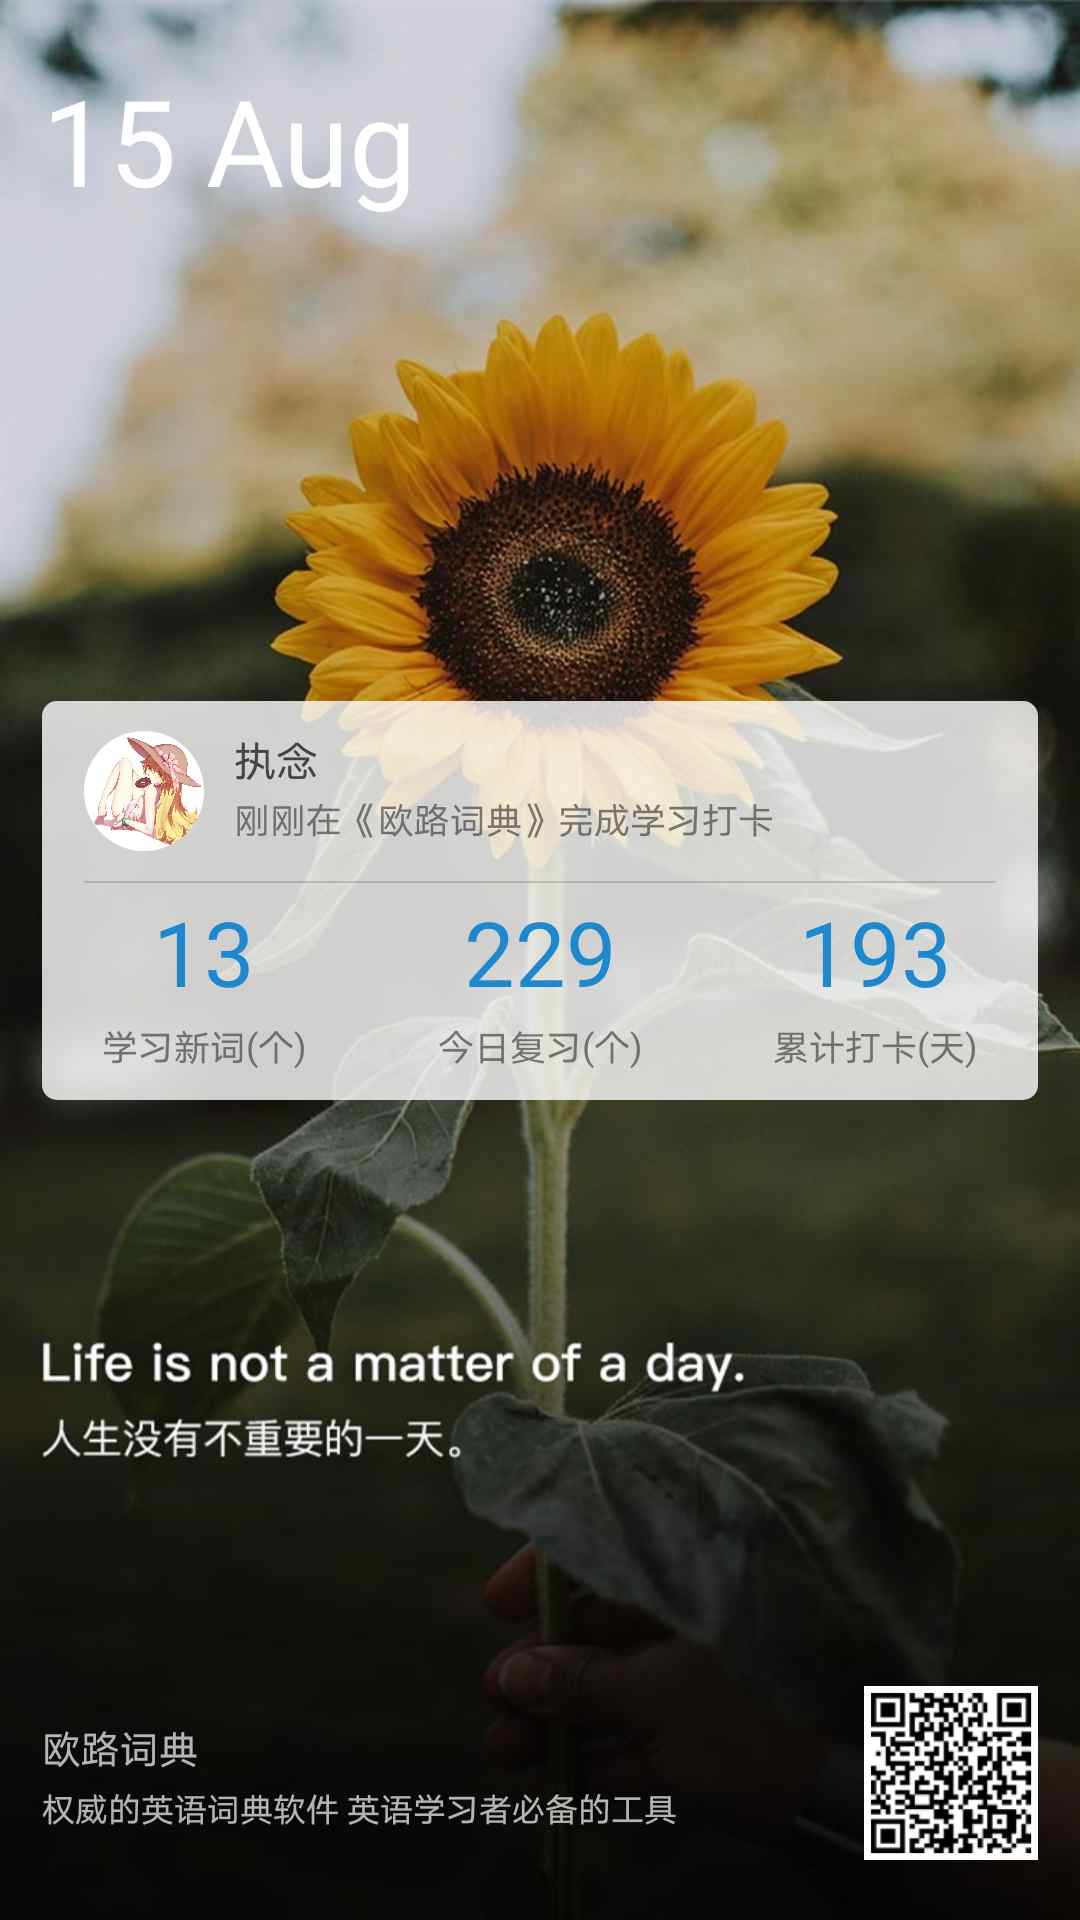 15 Aug
执念
刚刚在《欧路词典》完成学习打卡
13 229 193
学习新词(个) 今日复习(个) 累计打卡(天)
Life is not a matter of a day.
人生没有不重要的一天。
欧路词典
权威的英语词典软件 英语学习者必备的工具